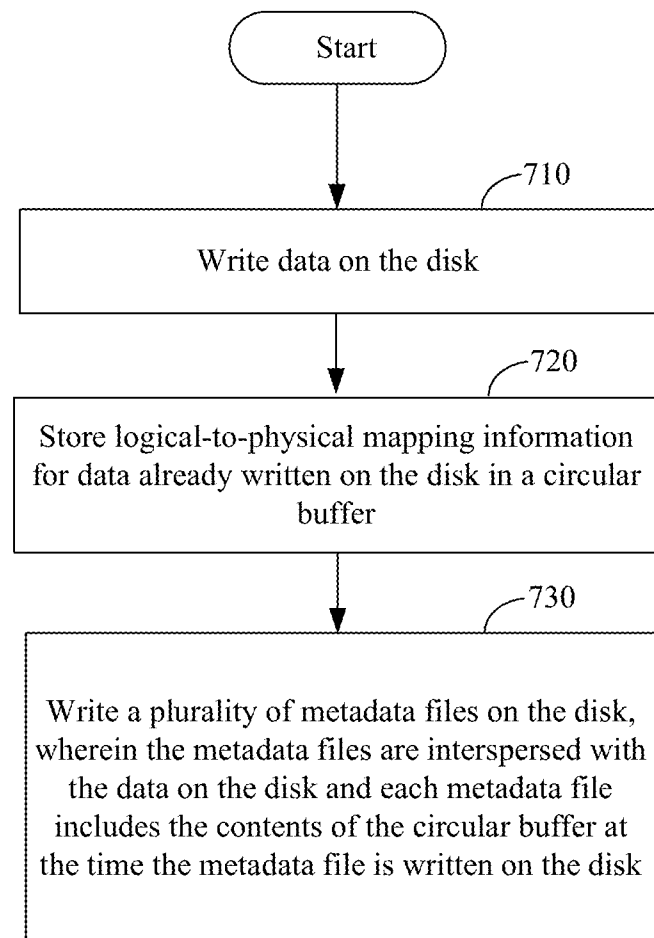 Start
710
Write data on the disk
720
Store logical-to-physical mapping information
for data already written on the disk in a circular
buffer
730
Write a plurality of metadata files on the disk,
wherein the metadata files are interspersed with
the data on the disk and each metadata file
includes the contents of the circular buffer at
the time the metadata file is written on the disk